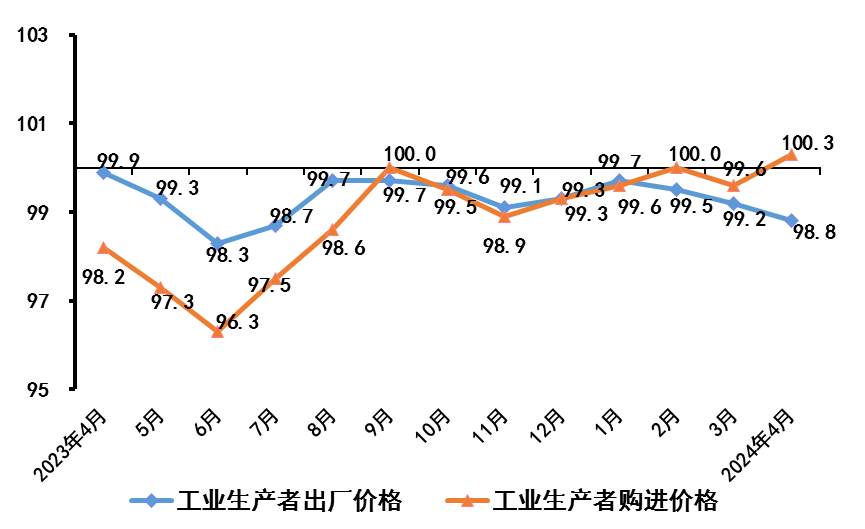 103
101
99
97
95
99.9
99.3
98.3
98.7
99.7
99.7
99.6
99.1
99.3
99.7
99.5
99.2
98.8
98.2
97.3
96.3
97.5
98.6
100.0
99.5
98.9
99.3
99.6
100.0
99.6
100.3
2023年4月
5月
6月
7月
8月
9月
10月
11月
12月
1月
2月
3月
2024年4月
工业生产者出厂价格
工业生产者购进价格